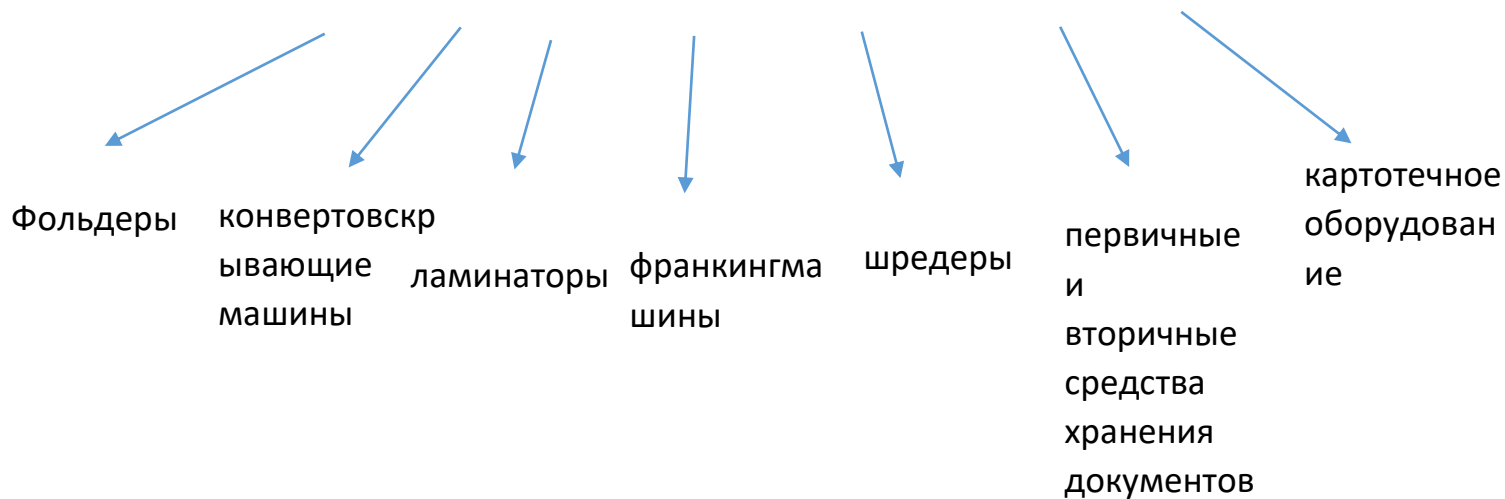 Фольдеры
конвертовскр
ывающие
машины
ламинаторы
франкингма
шины
шредеры
первичные
и
вторичные
средства
хранения
документов
картотечное
оборудован
ие